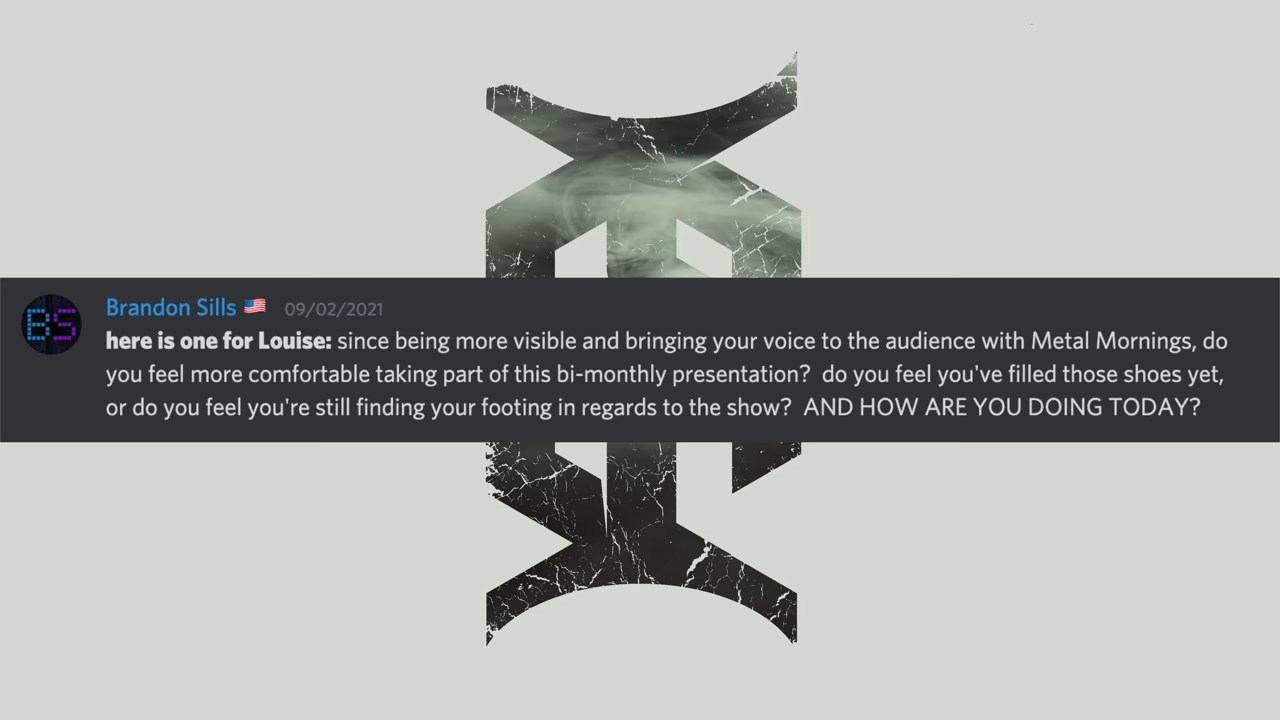 Brandon Sills 🇺🇸 09/02/2021
here is one for Louise: since being more visible and bringing your voice to the audience with Metal Mornings, do
you feel more comfortable taking part of this bi-monthly presentation?  do you feel you've filled those shoes yet,
or do you feel you're still finding your footing in regards to the show?  AND HOW ARE YOU DOING TODAY?
BS